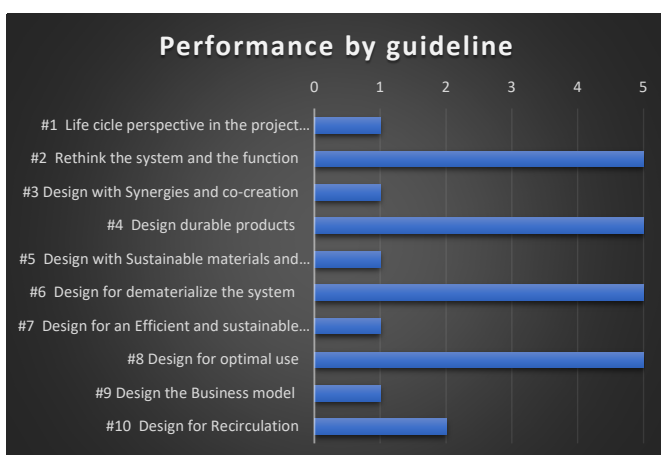 Performance by guideline
0 1 2 3 4 5
#1 Life cicle perspective in the project...
#2 Rethink the system and the function
#3 Design with Synergies and co-creation
#4 Design durable products
#5 Design with Sustainable materials and...
#6 Design for dematerialize the system
#7 Design for an Efficient and sustainable...
#8 Design for optimal use
#9 Design the Business model
#10 Design for Recirculation